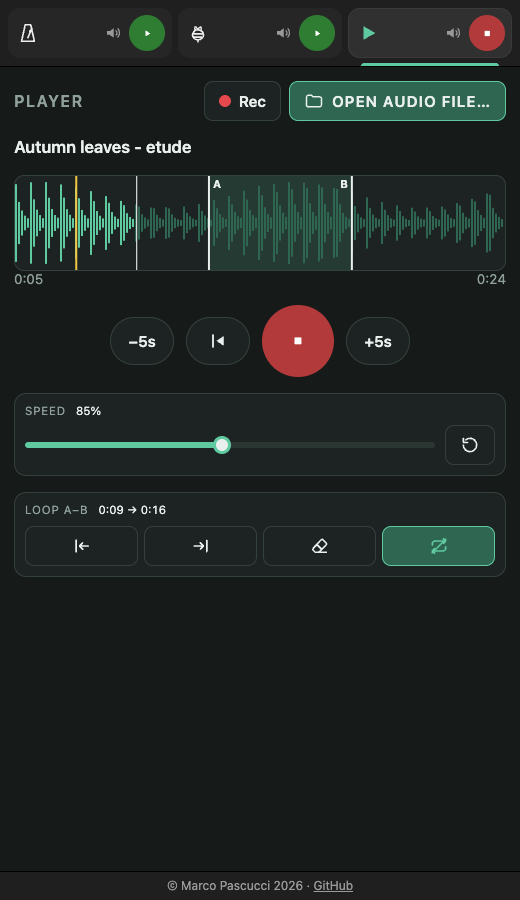 PLAYER
Rec
OPEN AUDIO FILE...
Autumn leaves - etude
A
B
0:05
0:24
−5s
+5s
SPEED 85%
LOOP A–B 0:09 → 0:16
© Marco Pascucci 2026 · GitHub